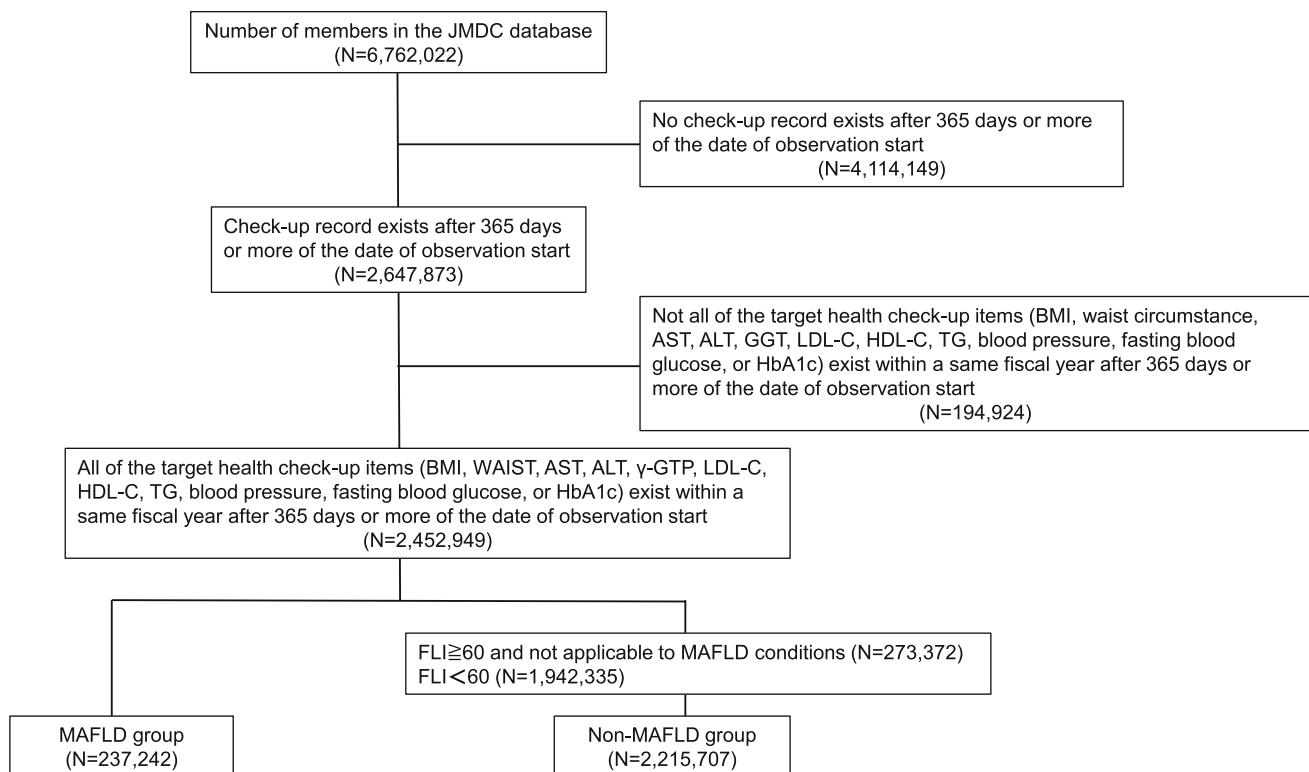 Number of members in the JMDC database
(N=6,762,022)
No check-up record exists after 365 days or more
of the date of observation start
(N=4,114,149)
Check-up record exists after 365 days
or more of the date of observation start
(N=2,647,873)
Not all of the target health check-up items (BMI, waist circumstance,
AST, ALT, GGT, LDL-C, HDL-C, TG, blood pressure, fasting blood
glucose, or HbA1c) exist within a same fiscal year after 365 days or
more of the date of observation start
(N=194,924)
All of the target health check-up items (BMI, WAIST, AST, ALT, γ-GTP, LDL-C,
HDL-C, TG, blood pressure, fasting blood glucose, or HbA1c) exist within a
same fiscal year after 365 days or more of the date of observation start
(N=2,452,949)
FLI≧60 and not applicable to MAFLD conditions (N=273,372)
FLI<60 (N=1,942,335)
MAFLD group
(N=237,242)
Non-MAFLD group
(N=2,215,707)